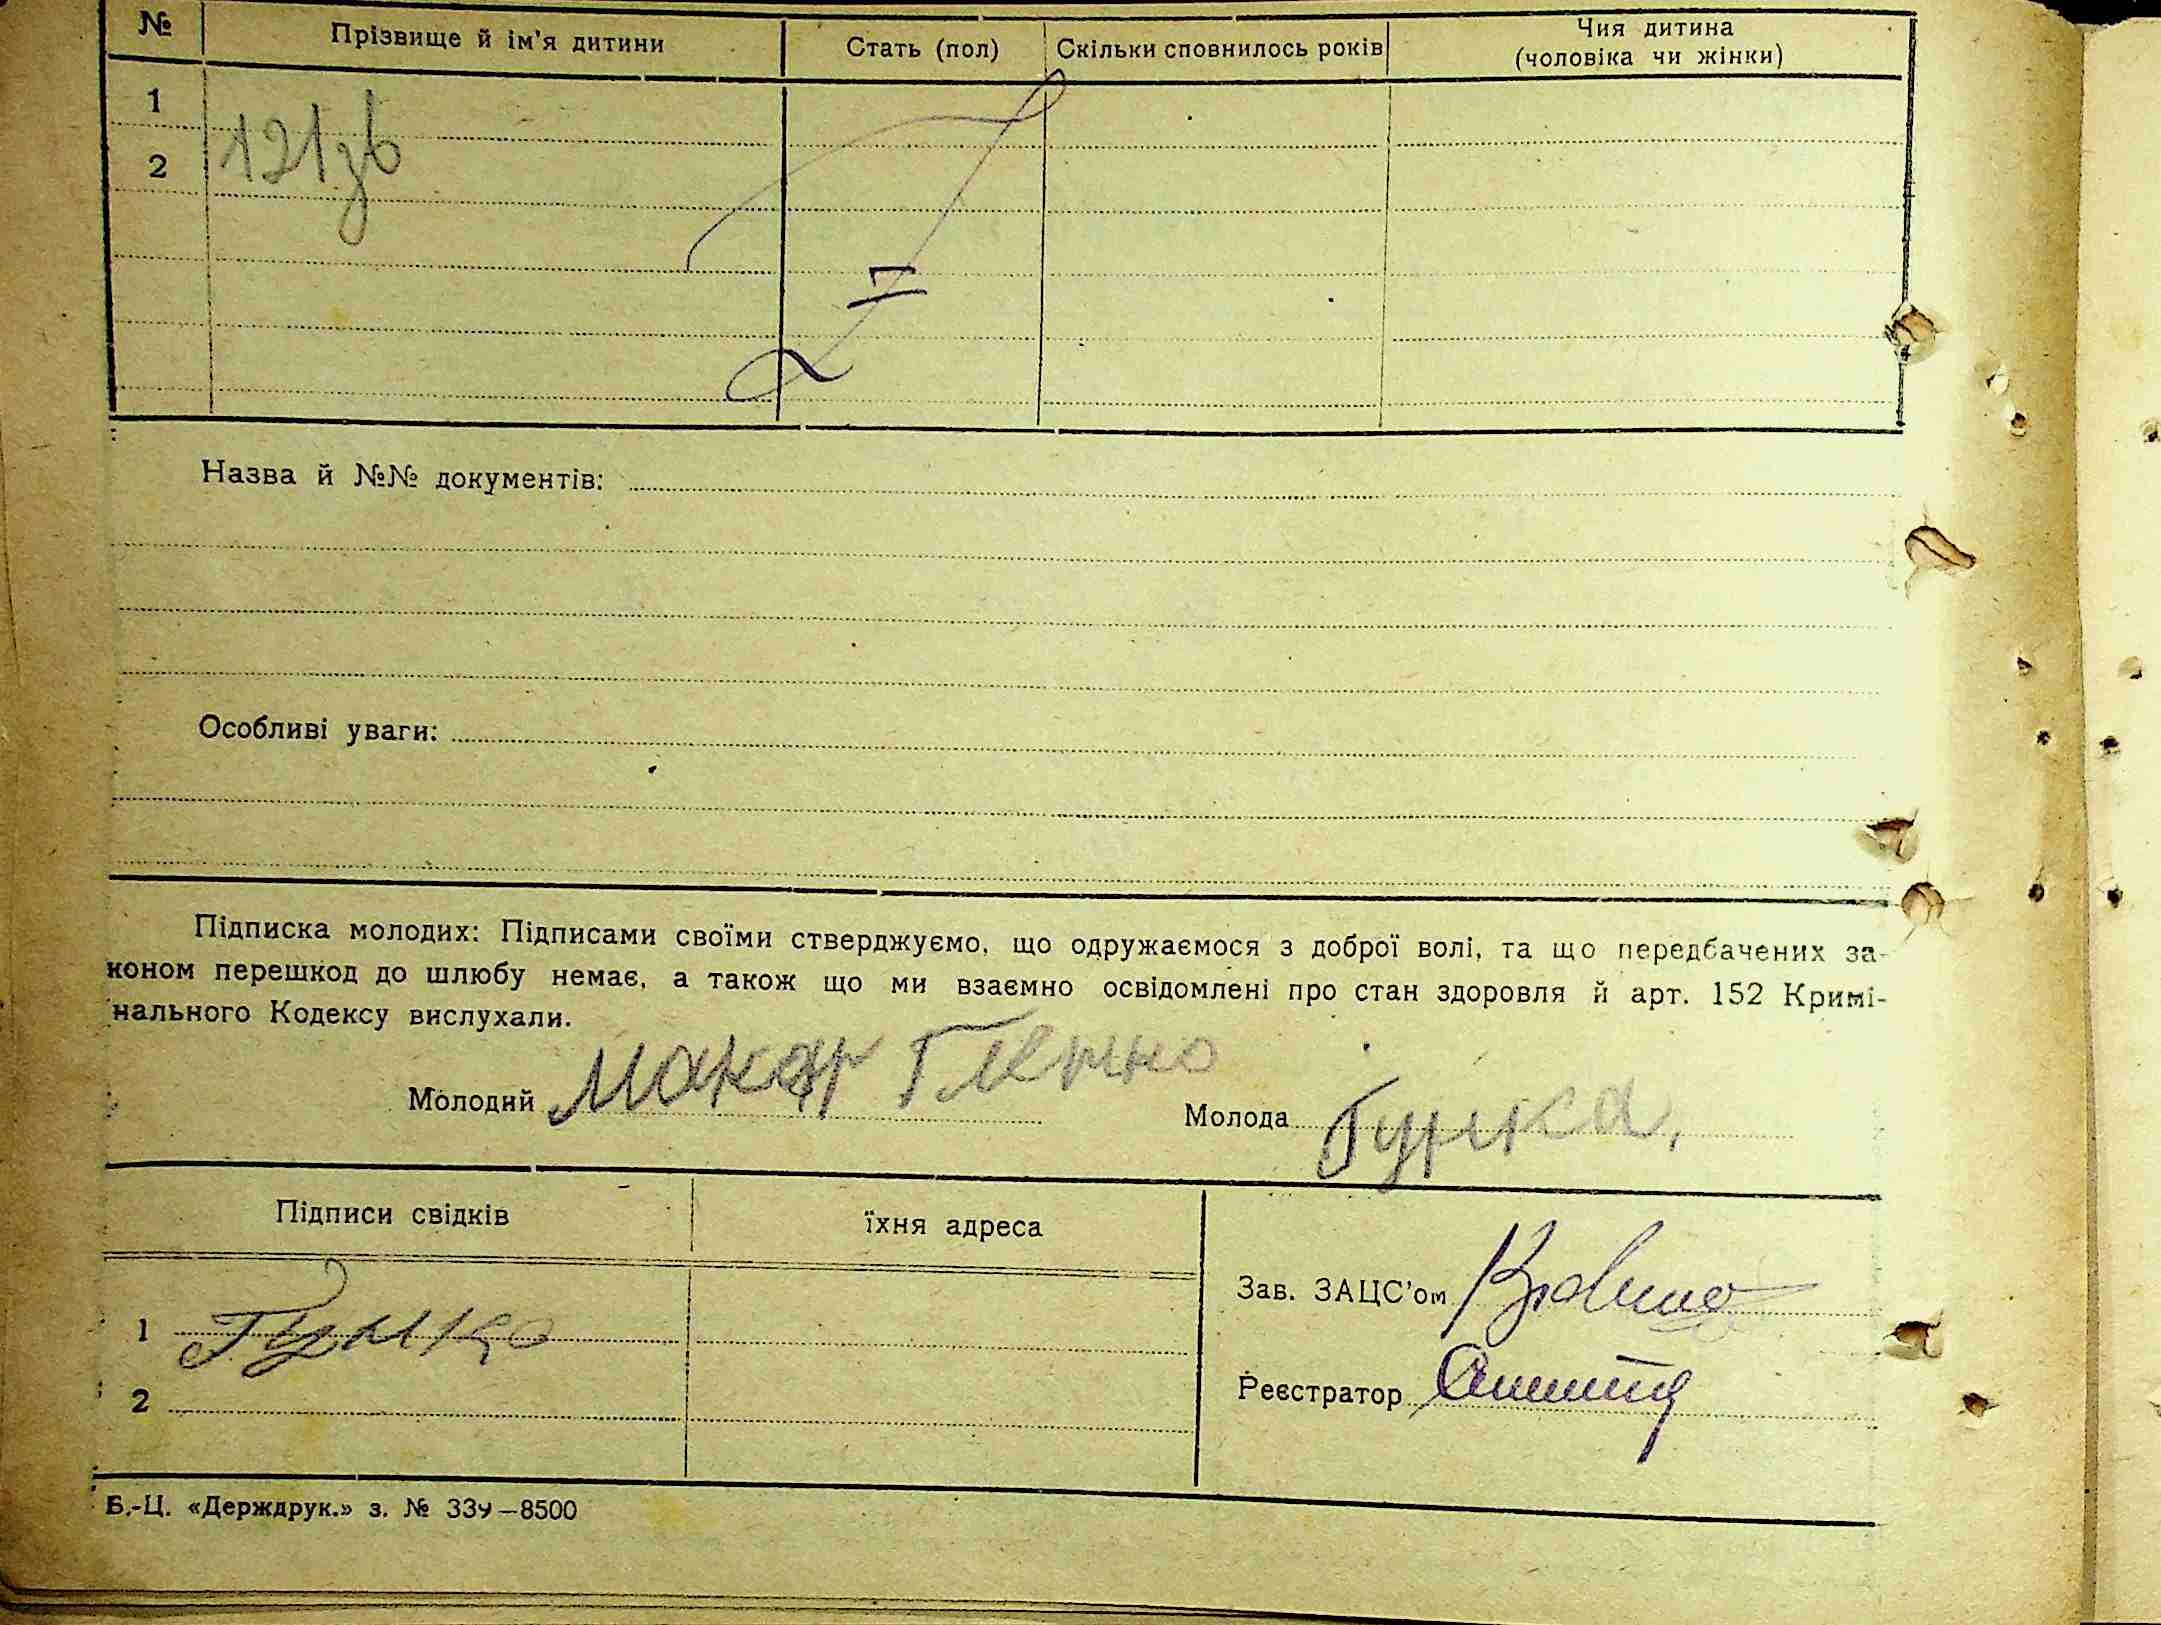 № Прізвище й ім'я дитини Стать (пол) Скільки сповнилось років Чия дитина (чоловіка чи жінки)
1
2 121зв
Назва й №№ документів:
Особливі уваги:
Підписка молодих: Підписами своїми стверджуємо, що одружаємося з доброї волі, та що передбачених за-
коном перешкод до шлюбу немає, а також що ми взаємно освідомлені про стан здоровля й арт. 152 Кримі-
нального Кодексу вислухали.
Молодий Макар
Молода
Підписи свідків їхня адреса
Зав. ЗАЦС'ом
1
Реєстратор
2
Б.-Ц. «Держдрук.» з. № 339—8500